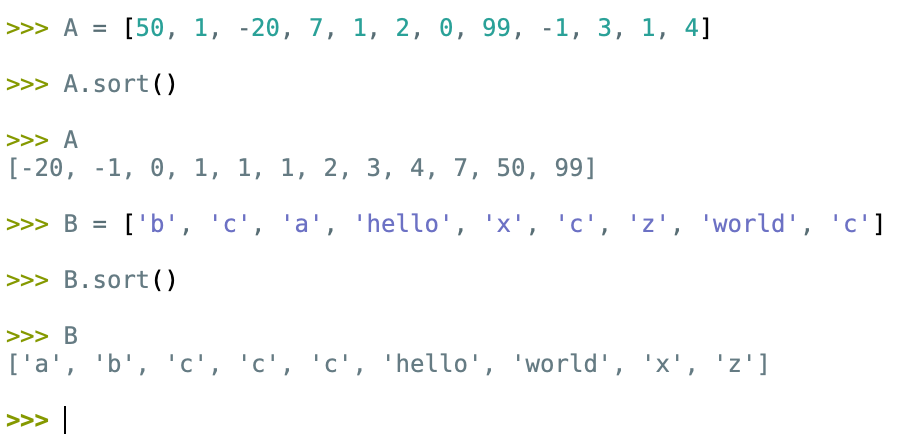 >>> A = [50, 1, -20, 7, 1, 2, 0, 99, -1, 3, 1, 4]
>>> A.sort()
>>> A
[-20, -1, 0, 1, 1, 1, 2, 3, 4, 7, 50, 99]
>>> B = ['b', 'c', 'a', 'hello', 'x', 'c', 'z', 'world', 'c']
>>> B.sort()
>>> B
['a', 'b', 'c', 'c', 'c', 'hello', 'world', 'x', 'z']
>>>